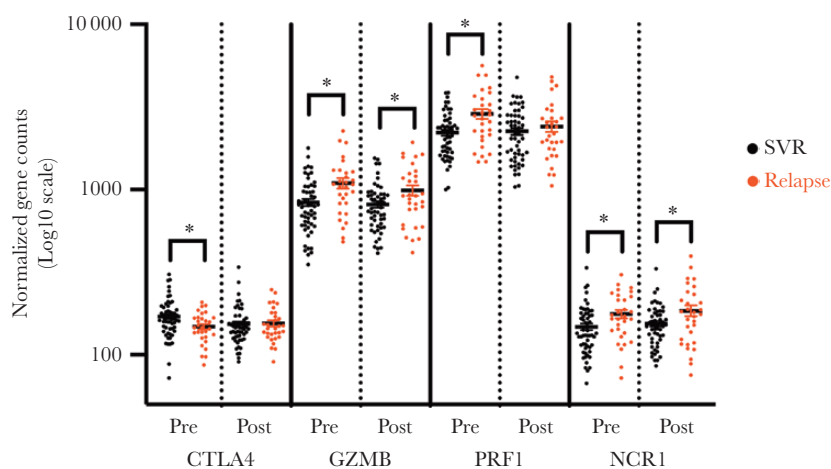 10 000
1000
100
Normalized gene counts
(Log10 scale)
*
*
*
*
*
*
SVR
Relapse
Pre Post Pre Post Pre Post Pre Post
CTLA4 GZMB PRF1 NCR1